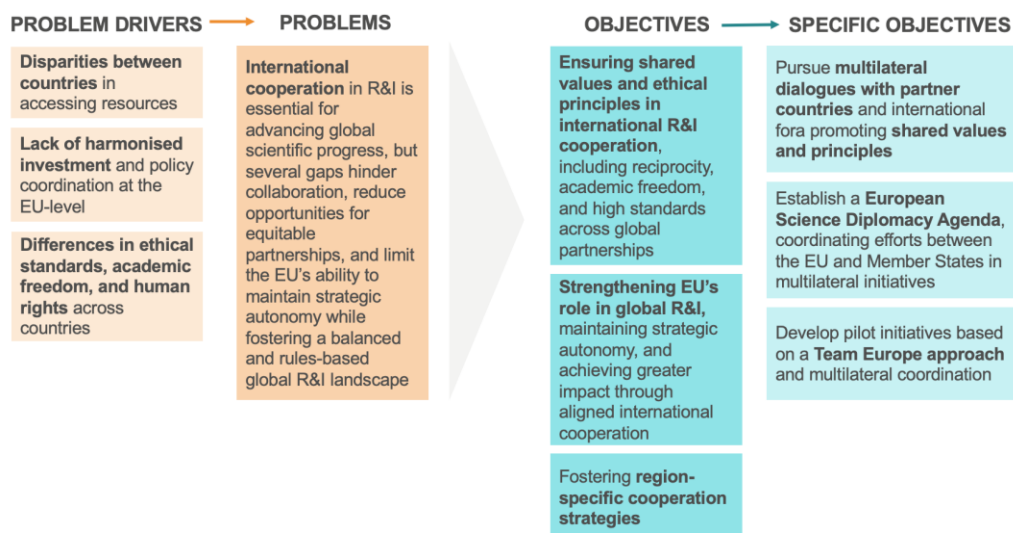 PROBLEM DRIVERS
PROBLEMS
OBJECTIVES
SPECIFIC OBJECTIVES
Disparities between
countries in
accessing resources
Lack of harmonised
investment and policy
coordination at the
EU-level
Differences in ethical
standards, academic
freedom, and human
rights across
countries
International
cooperation in R&I is
essential for
advancing global
scientific progress, but
several gaps hinder
collaboration, reduce
opportunities for
equitable
partnerships, and limit
the EU's ability to
maintain strategic
autonomy while
fostering a balanced
and rules-based
global R&I landscape
Ensuring shared
values and ethical
principles in
international R&I
cooperation,
including reciprocity,
academic freedom,
and high standards
across global
partnerships
Strengthening EU's
role in global R&I,
maintaining strategic
autonomy, and
achieving greater
impact through
aligned international
cooperation
Fostering region-
specific cooperation
strategies
Pursue multilateral
dialogues with partner
countries and international
fora promoting shared values
and principles
Establish a European
Science Diplomacy Agenda,
coordinating efforts between
the EU and Member States in
multilateral initiatives
Develop pilot initiatives based
on a Team Europe approach
and multilateral coordination